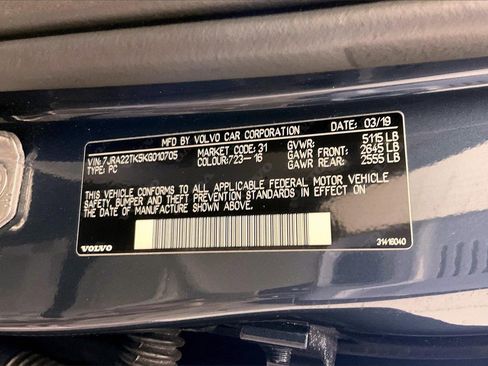 MFD BY VOLVO CAR CORPORATION DATE: 03/19
VIN: 7JRA22TK5KG010705 MARKET CODE: 31 GVWR: 5115 LB
TYPE: PC COLOUR: 723-16 GAWR FRONT: 2645 LB
GAWR REAR: 2555 LB
THIS VEHICLE CONFORMS TO ALL APPLICABLE FEDERAL MOTOR VEHICLE
SAFETY, BUMPER AND THEFT PREVENTION STANDARDS IN EFFECT ON
THE DATE OF MANUFACTURE SHOWN ABOVE.
VOLVO 31416040